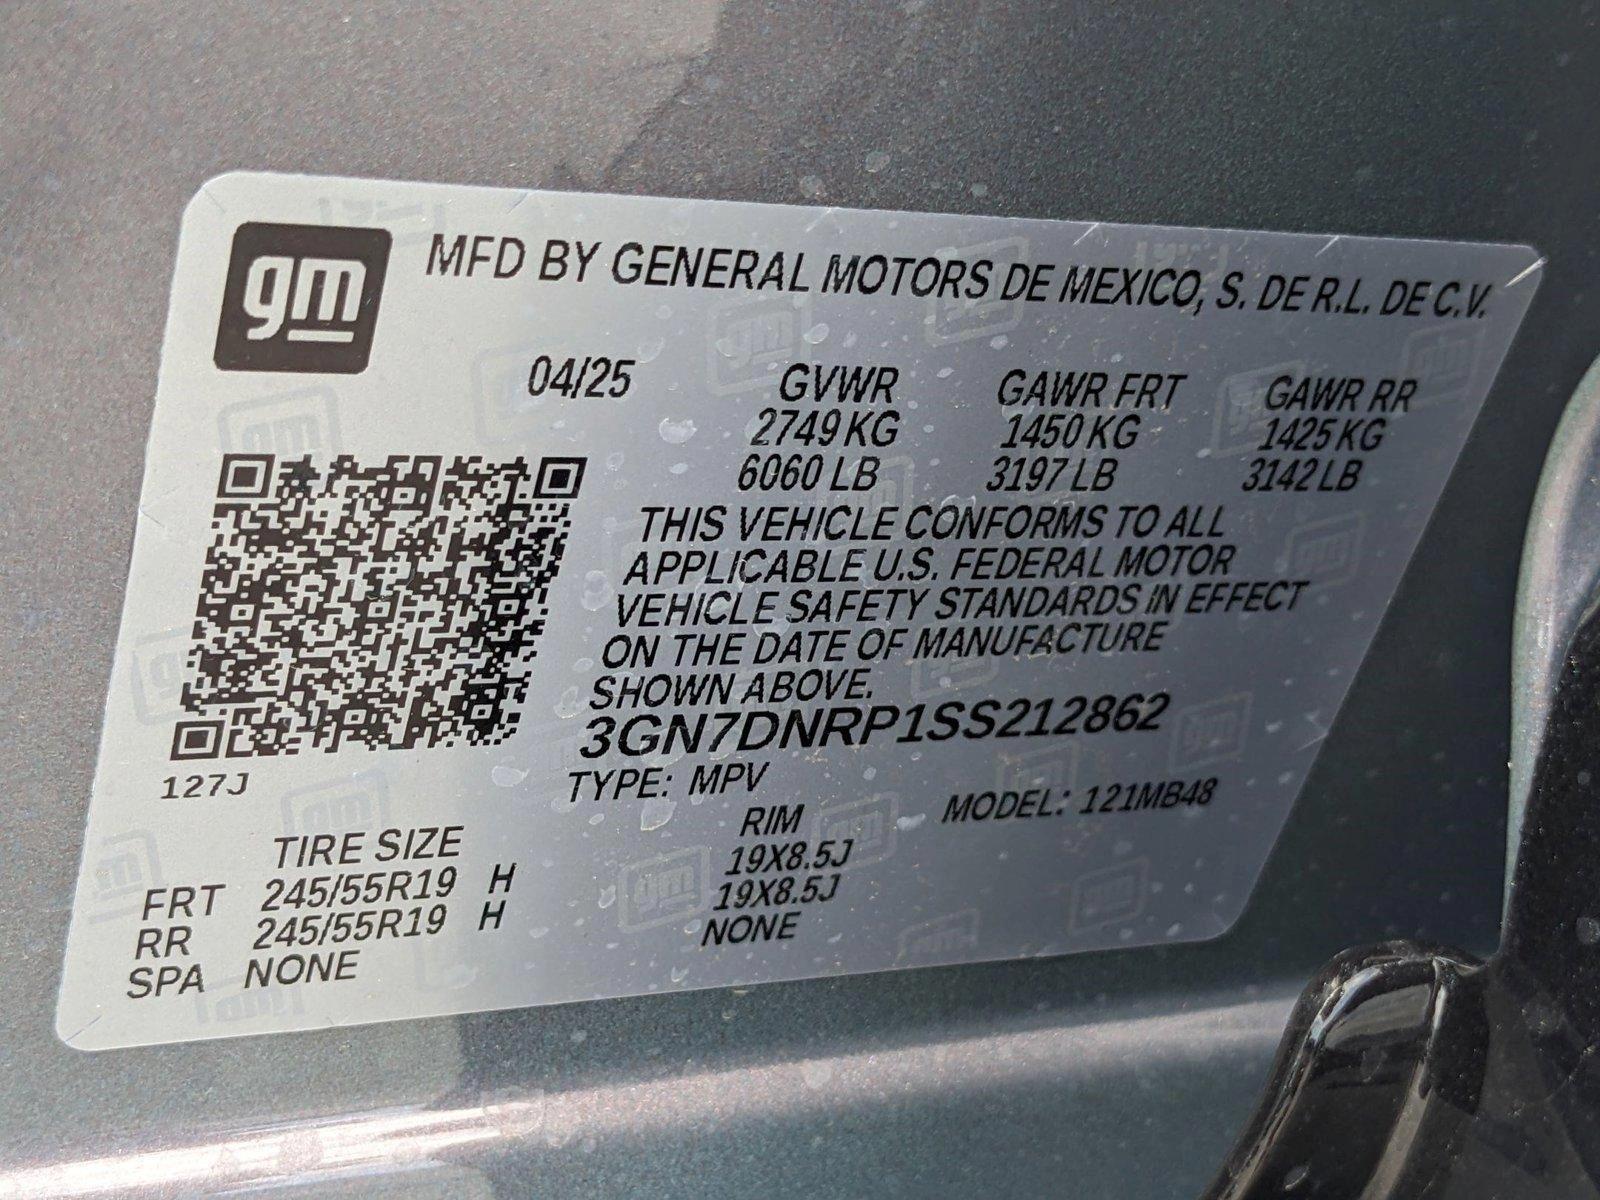 gm
MFD BY GENERAL MOTORS DE MEXICO, S. DE R.L. DE C.V.
04/25 GVWR GAWR FRT GAWR RR
2749 KG 1450 KG 1425 KG
6060 LB 3197 LB 3142 LB
THIS VEHICLE CONFORMS TO ALL
APPLICABLE U.S. FEDERAL MOTOR
VEHICLE SAFETY STANDARDS IN EFFECT
ON THE DATE OF MANUFACTURE
SHOWN ABOVE.
3GN7DNRP1SS212862
127J
TYPE: MPV MODEL: 121MB48
TIRE SIZE RIM
FRT 245/55R19 H 19X8.5J
RR 245/55R19 H 19X8.5J
SPA NONE NONE